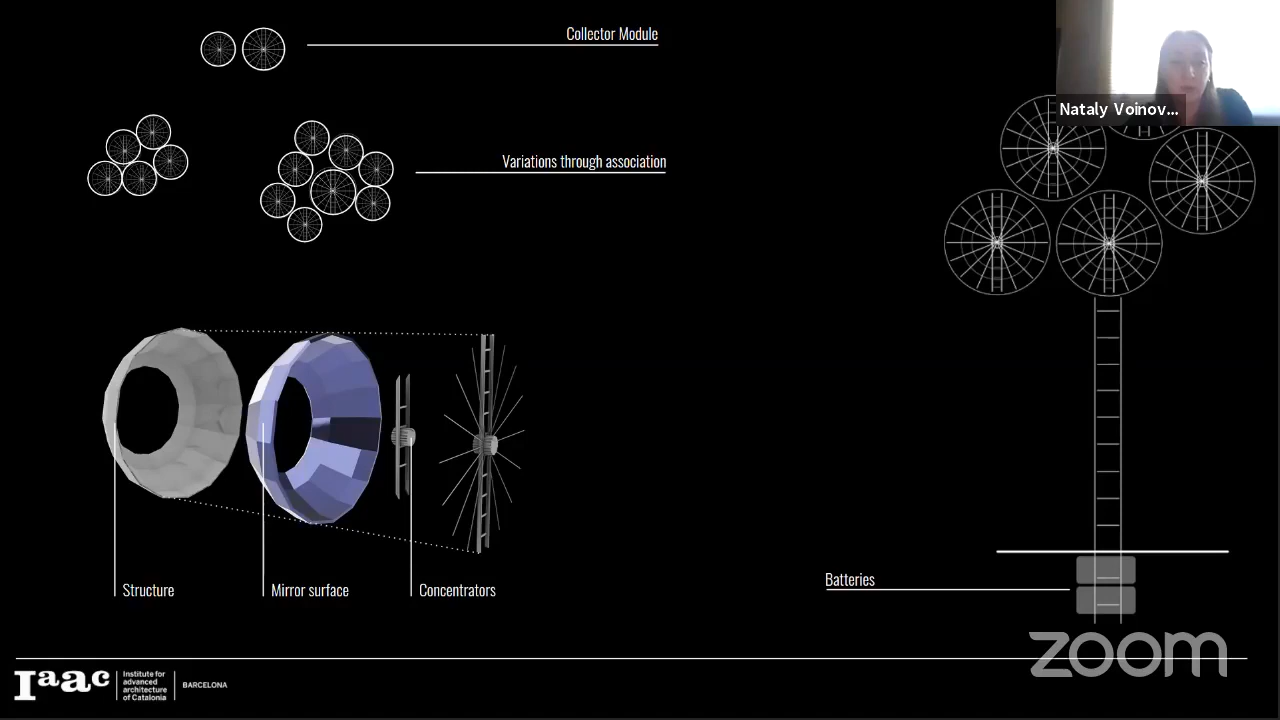 Collector Module
Nataly Voinov...
Variations through association
Batteries
Structure
Mirror surface
Concentrators
zoom
Iaac
Institute for
advanced
architecture
of Catalonia
BARCELONA